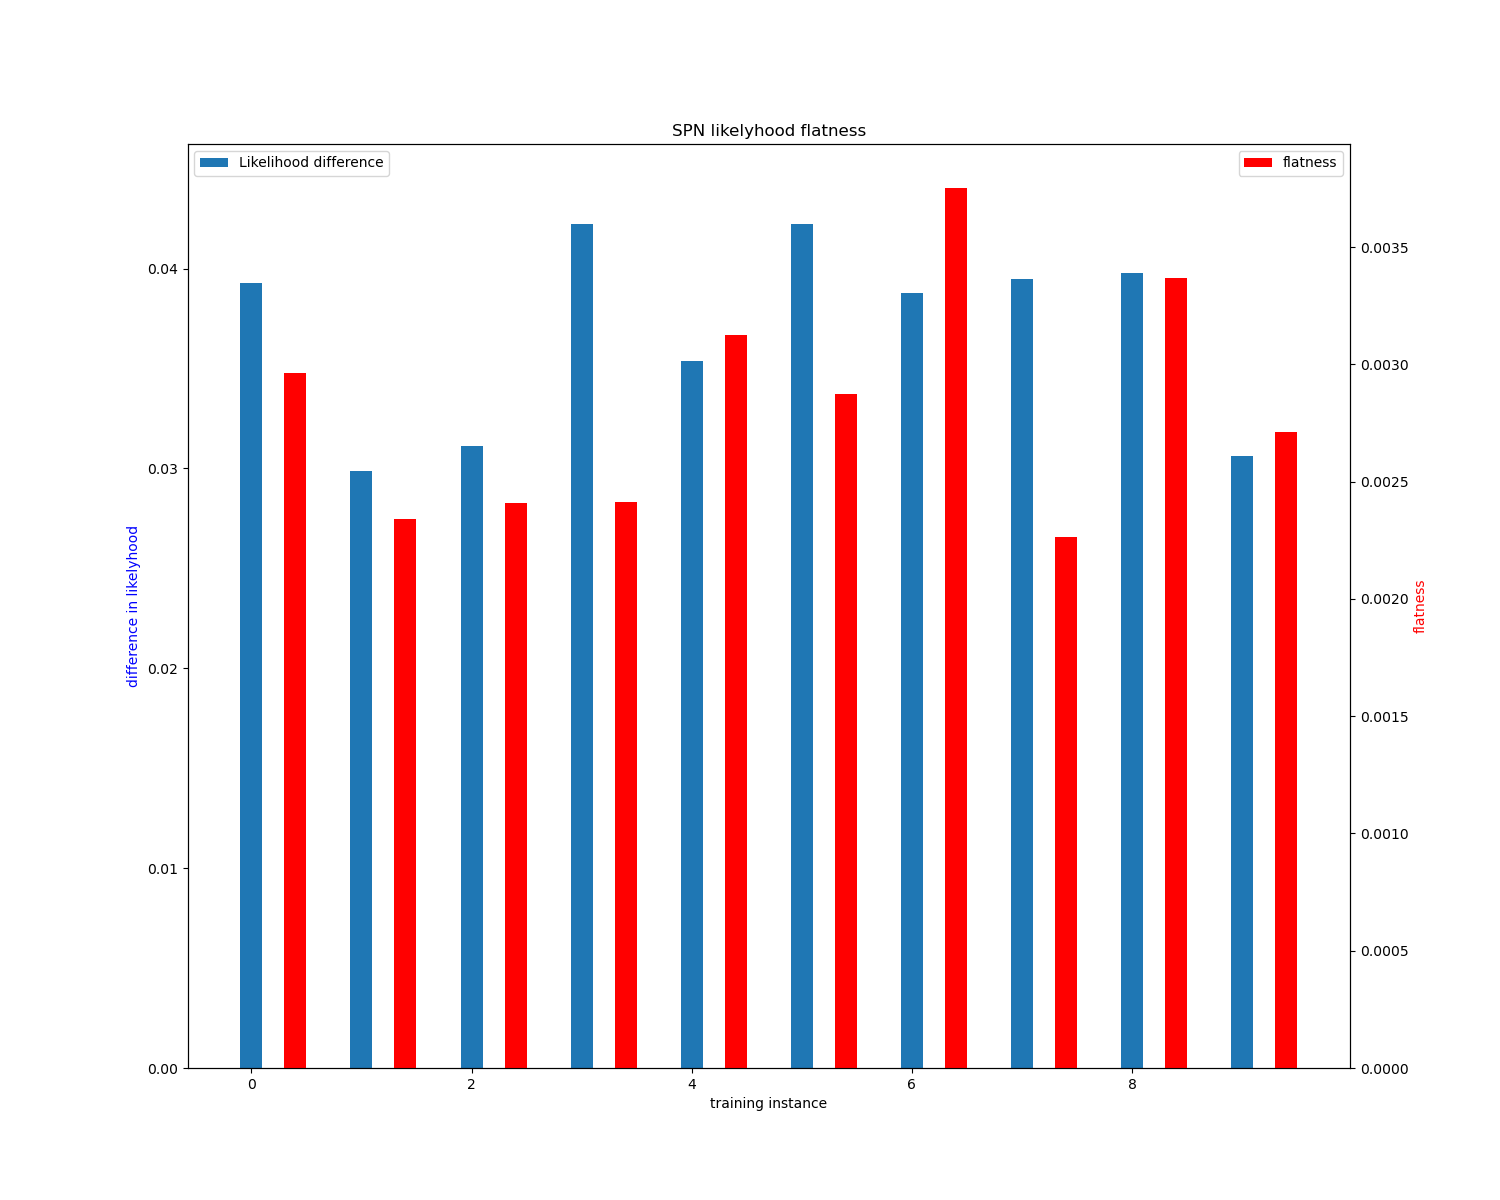 SPN likelyhood flatness
Likelihood difference
flatness
0.04
0.03
0.02
0.01
0.00
difference in likelyhood
0.0035
0.0030
0.0025
0.0020
0.0015
0.0010
0.0005
0.0000
flatness
0 2 4 6 8
training instance